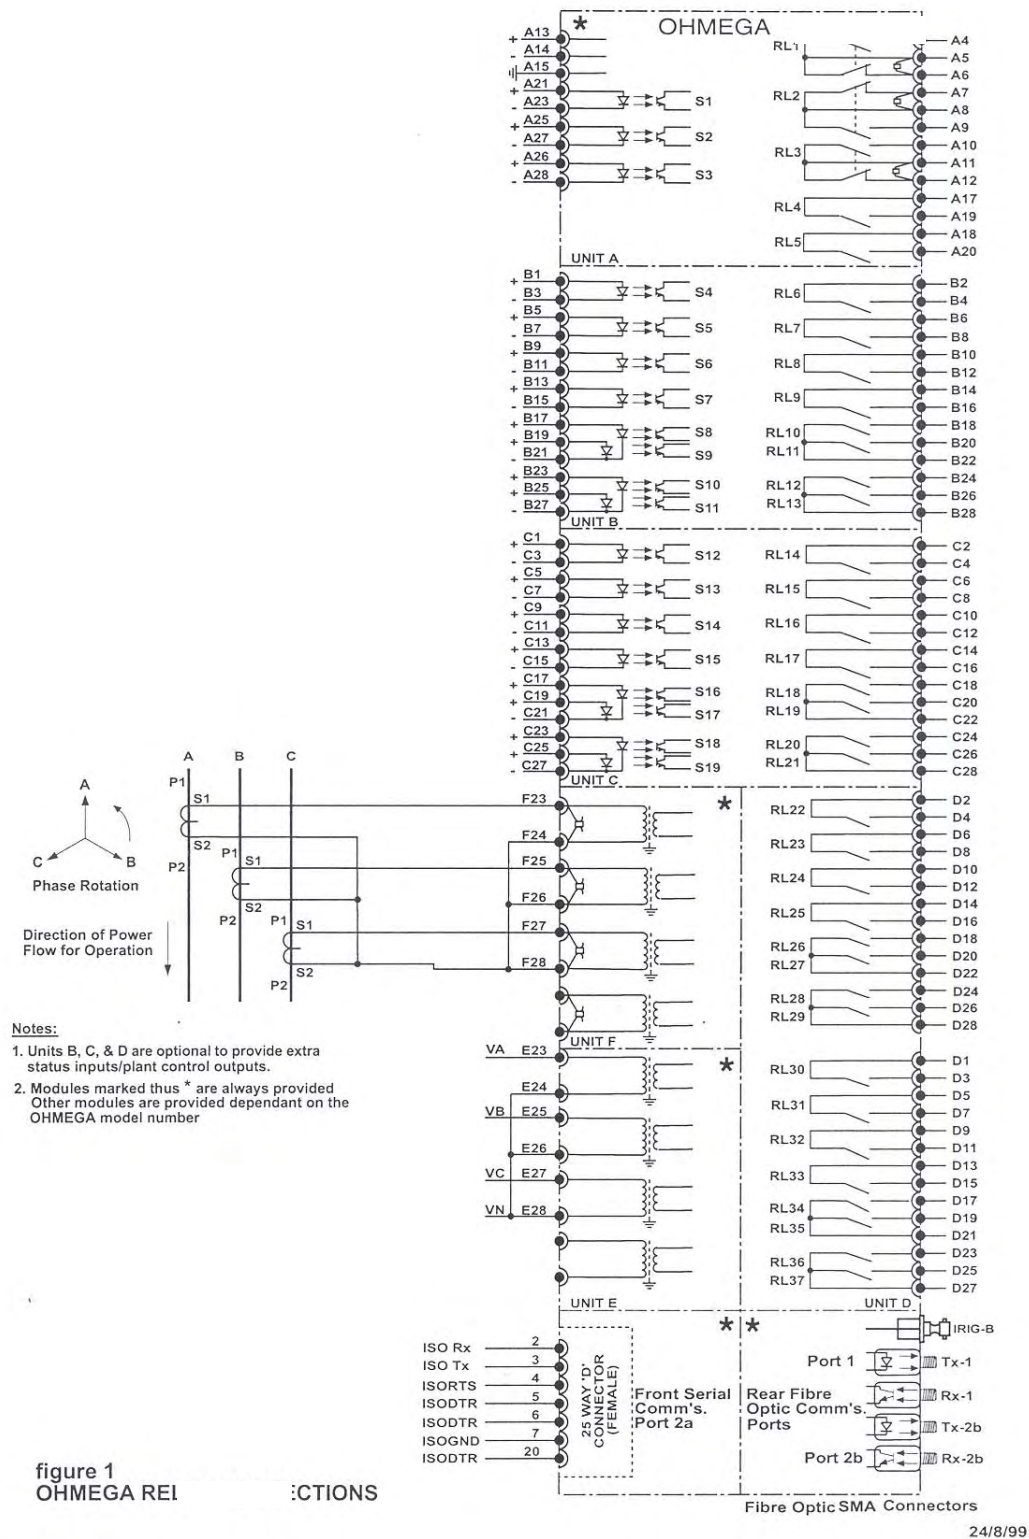 *
OHMEGA
+ A13
- A14
A15
+ A21
- A23
S1
+ A25
- A27
S2
+ A26
- A28
S3
A4
A5
A6
RL2
A7
A8
A9
RL3
A10
A11
A12
RL4
A17
A19
RL5
A18
A20
UNIT A
+ B1
- B3
S4
+ B5
- B7
S5
+ B9
- B11
S6
+ B13
- B15
S7
+ B17
+ B19
- B21
S8
S9
+ B23
+ B25
- B27
S10
S11
RL6
B2
B4
RL7
B6
B8
RL8
B10
B12
RL9
B14
B16
RL10
RL11
B18
B20
B22
RL12
RL13
B24
B26
B28
UNIT B
+ C1
- C3
S12
+ C5
- C7
S13
+ C9
- C11
S14
+ C13
- C15
S15
+ C17
+ C19
- C21
S16
S17
+ C23
+ C25
- C27
S18
S19
RL14
C2
C4
RL15
C6
C8
RL16
C10
C12
RL17
C14
C16
RL18
RL19
C18
C20
C22
RL20
RL21
C24
C26
C28
UNIT C
A B C
P1
S1
S2
P2
P1
S1
S2
P2
P1
S1
S2
P2
A
C B
Phase Rotation
Direction of Power
Flow for Operation
F23
F24
F25
F26
F27
F28
*
UNIT F
RL22
D2
D4
RL23
D6
D8
RL24
D10
D12
RL25
D14
D16
RL26
RL27
D18
D20
D22
RL28
RL29
D24
D26
D28
Notes:
1. Units B, C, & D are optional to provide extra
status inputs/plant control outputs.
2. Modules marked thus * are always provided
Other modules are provided dependant on the
OHMEGA model number
VA E23
E24
VB E25
E26
VC E27
VN E28
*
UNIT E
RL30
D1
D3
RL31
D5
D7
RL32
D9
D11
RL33
D13
D15
RL34
RL35
D17
D19
D21
RL36
RL37
D23
D25
D27
UNIT D
* *
ISO Rx 2
ISO Tx 3
ISORTS 4
ISODTR 5
ISODTR 6
ISOGND 7
ISODTR 20
25 WAY 'D'
CONNECTOR
(FEMALE)
Front Serial
Comm's.
Port 2a
Rear Fibre
Optic Comm's.
Ports
IRIG-B
Port 1
Tx-1
Rx-1
Tx-2b
Port 2b
Rx-2b
Fibre Optic SMA Connectors
figure 1
OHMEGA
24/8/99